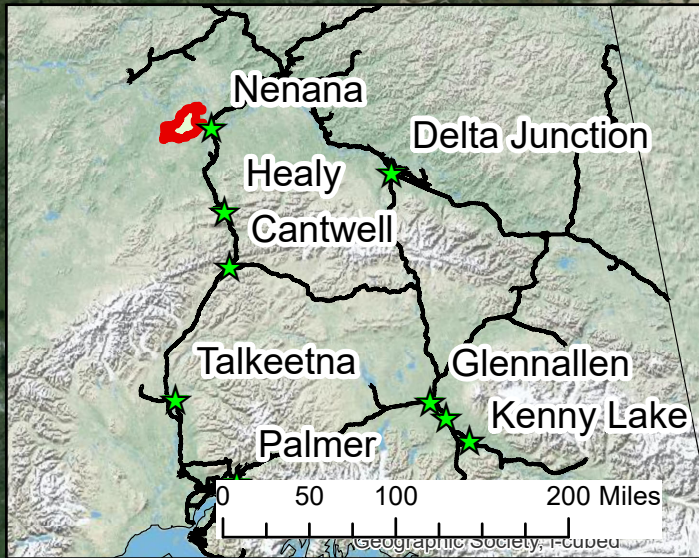 Nenana
Delta Junction
Healy
Cantwell
Talkeetna
Glennallen
Kenny Lake
Palmer
0 50 100 200 Miles
Geographic Society, i-cubed